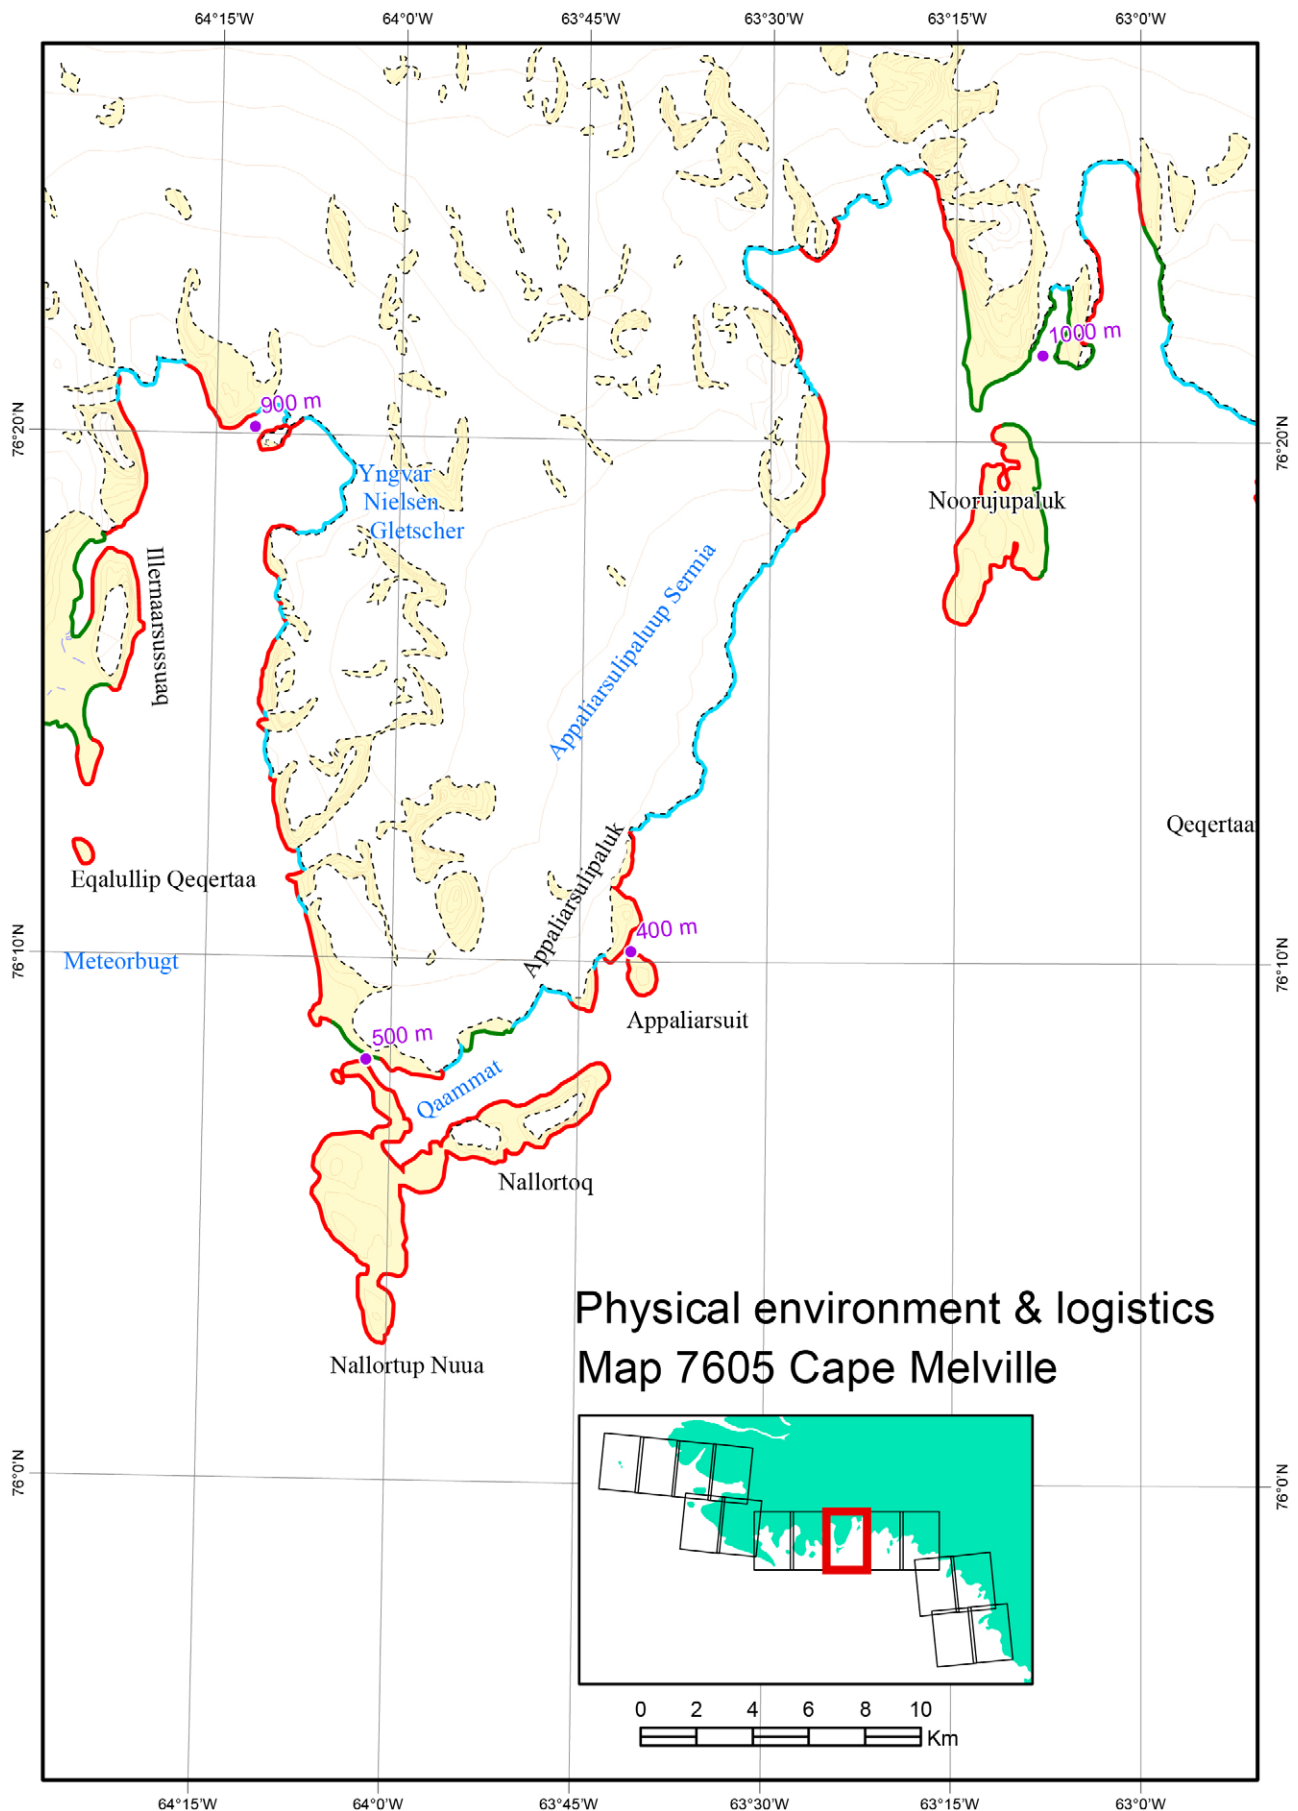 64°15'W 64°0'W 63°45'W 63°30'W 63°15'W 63°0'W
1000 m
900 m
76°20'N
76°20'N
Yngvar
Nielsen
Gletscher
Noorujupaluk
Illernaarsussuaq
Appaliarsulipaluup Sermia
Qeqertaa
Appaliarsulipaluk
Eqalullip Qeqertaa
400 m
76°10'N
Meteorbugt
76°10'N
Appaliarsuit
500 m
Qaammat
Nallortoq
Physical environment & logistics
Map 7605 Cape Melville
Nallortup Nuua
76°0'N
76°0'N
0 2 4 6 8 10
Km
64°15'W 64°0'W 63°45'W 63°30'W 63°15'W 63°0'W